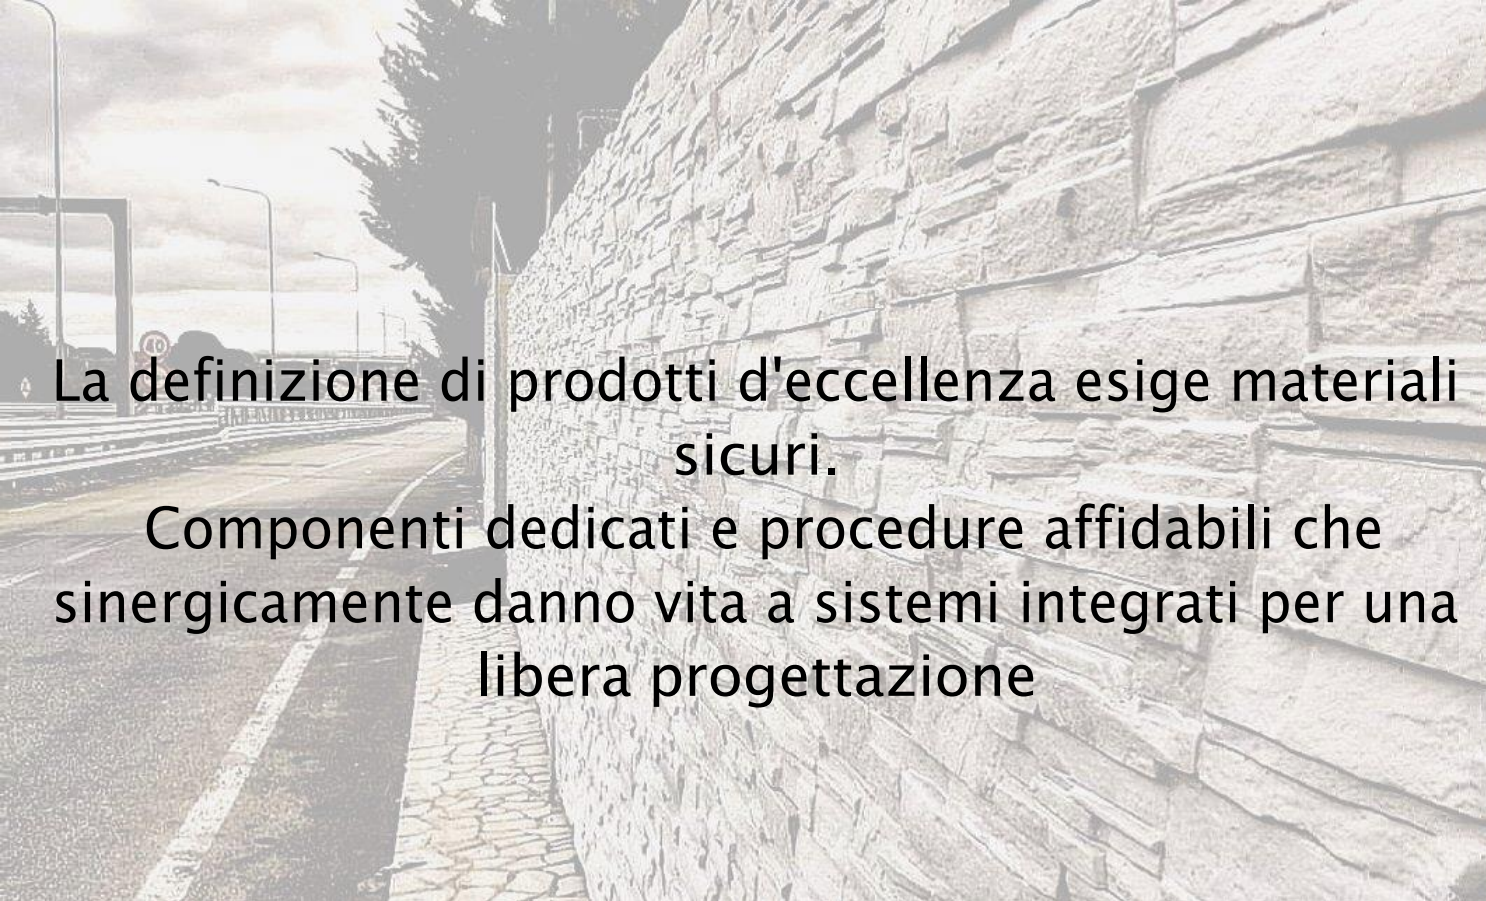 40
La definizione di prodotti d'eccellenza esige materiali
sicuri.
Componenti dedicati e procedure affidabili che
sinergicamente danno vita a sistemi integrati per una
libera progettazione